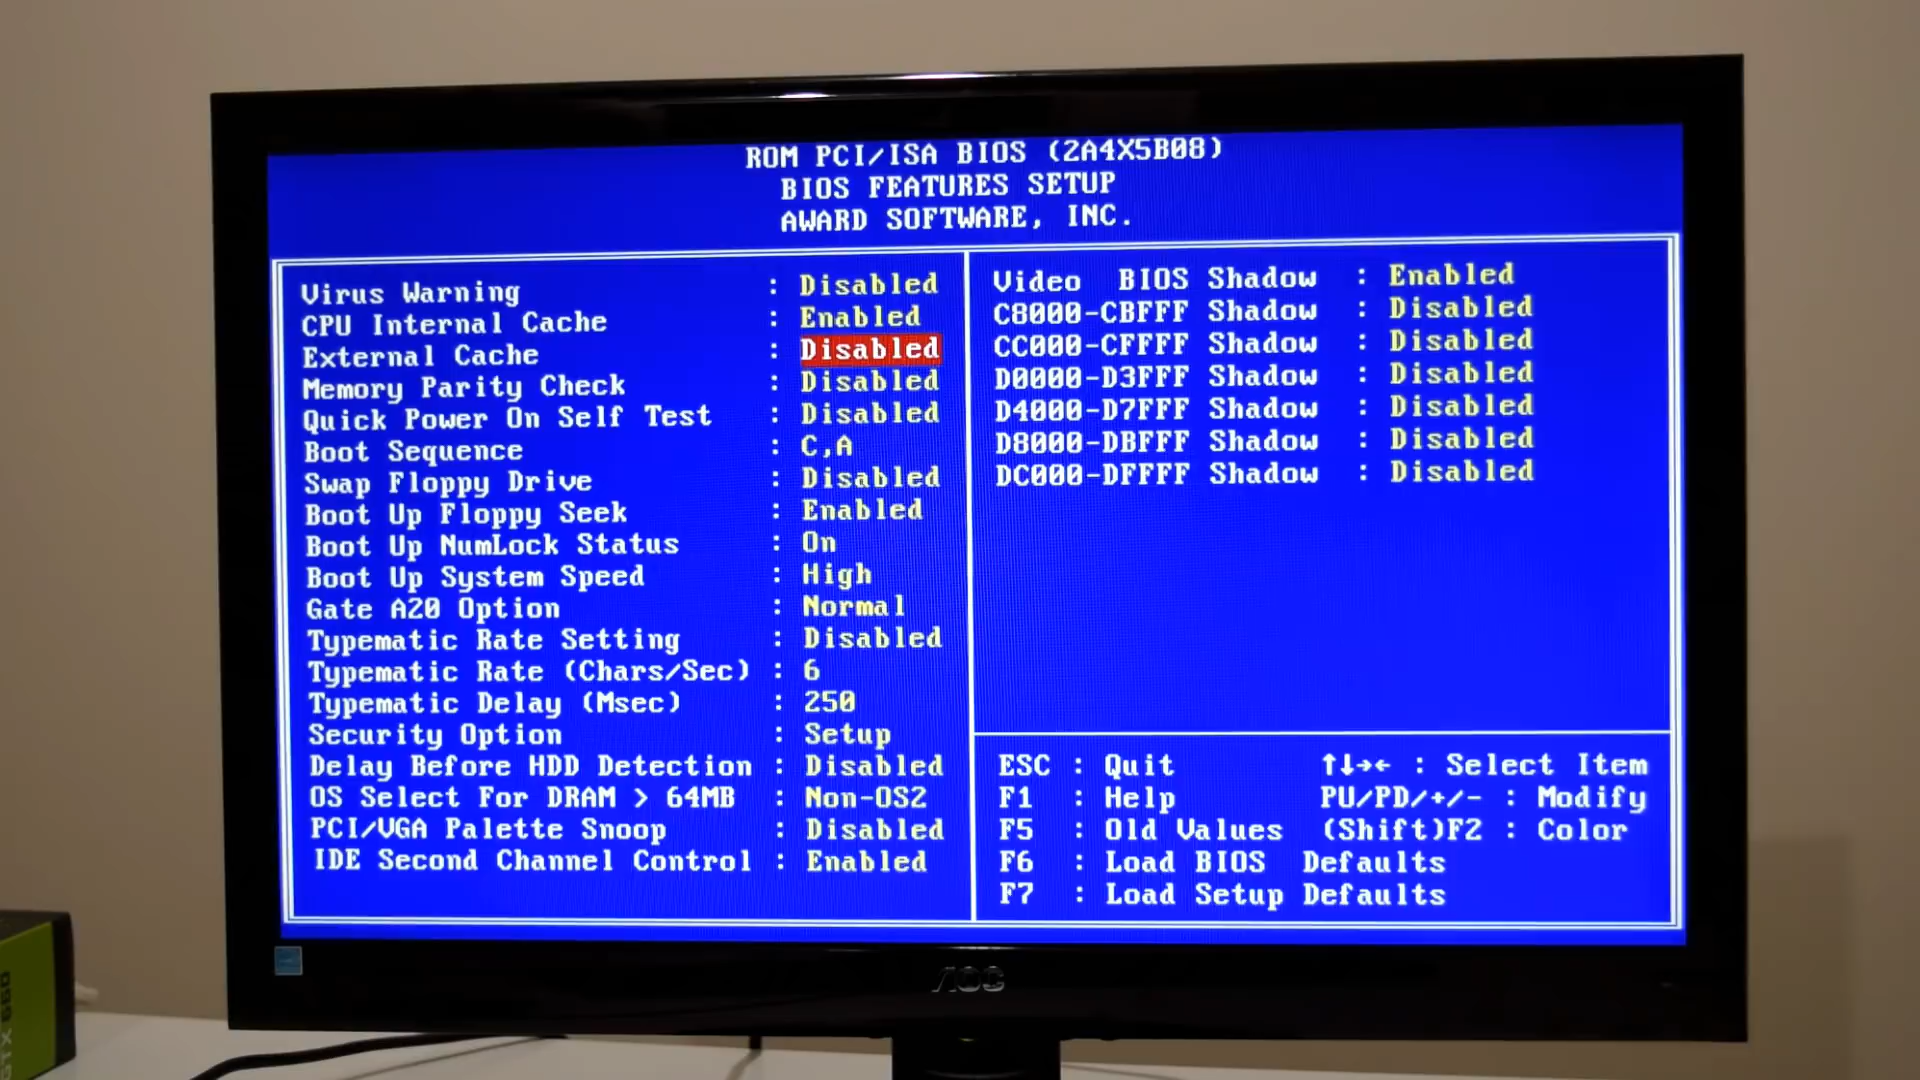 ROM PCI/ISA BIOS (2A4X5B08)
BIOS FEATURES SETUP
AWARD SOFTWARE, INC.
Virus Warning : Disabled
CPU Internal Cache : Enabled
External Cache : Disabled
Memory Parity Check : Disabled
Quick Power On Self Test : Disabled
Boot Sequence : C,A
Swap Floppy Drive : Disabled
Boot Up Floppy Seek : Enabled
Boot Up NumLock Status : On
Boot Up System Speed : High
Gate A20 Option : Normal
Typematic Rate Setting : Disabled
Typematic Rate (Chars/Sec) : 6
Typematic Delay (Msec) : 250
Security Option : Setup
Delay Before HDD Detection : Disabled
OS Select For DRAM > 64MB : Non-OS2
PCI/VGA Palette Snoop : Disabled
IDE Second Channel Control : Enabled
Video BIOS Shadow : Enabled
C8000-CBFFF Shadow : Disabled
CC000-CFFFF Shadow : Disabled
D0000-D3FFF Shadow : Disabled
D4000-D7FFF Shadow : Disabled
D8000-DBFFF Shadow : Disabled
DC000-DFFFF Shadow : Disabled
ESC : Quit ↑↓→← : Select Item
F1 : Help PU/PD/+/- : Modify
F5 : Old Values (Shift)F2 : Color
F6 : Load BIOS Defaults
F7 : Load Setup Defaults
AOC
GTX 660